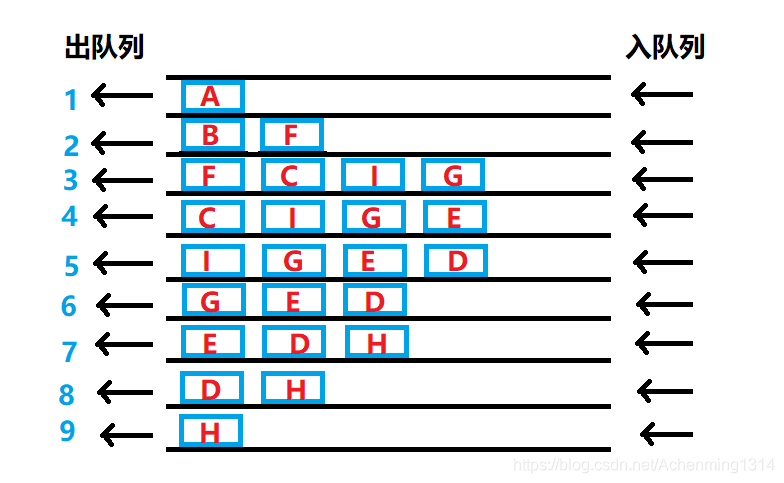 出队列 入队列
1 A
2 B F
3 F C I G
4 C I G E
5 I G E D
6 G E D
7 E D H
8 D H
9 H
https://blog.csdn.net/Achenming1314